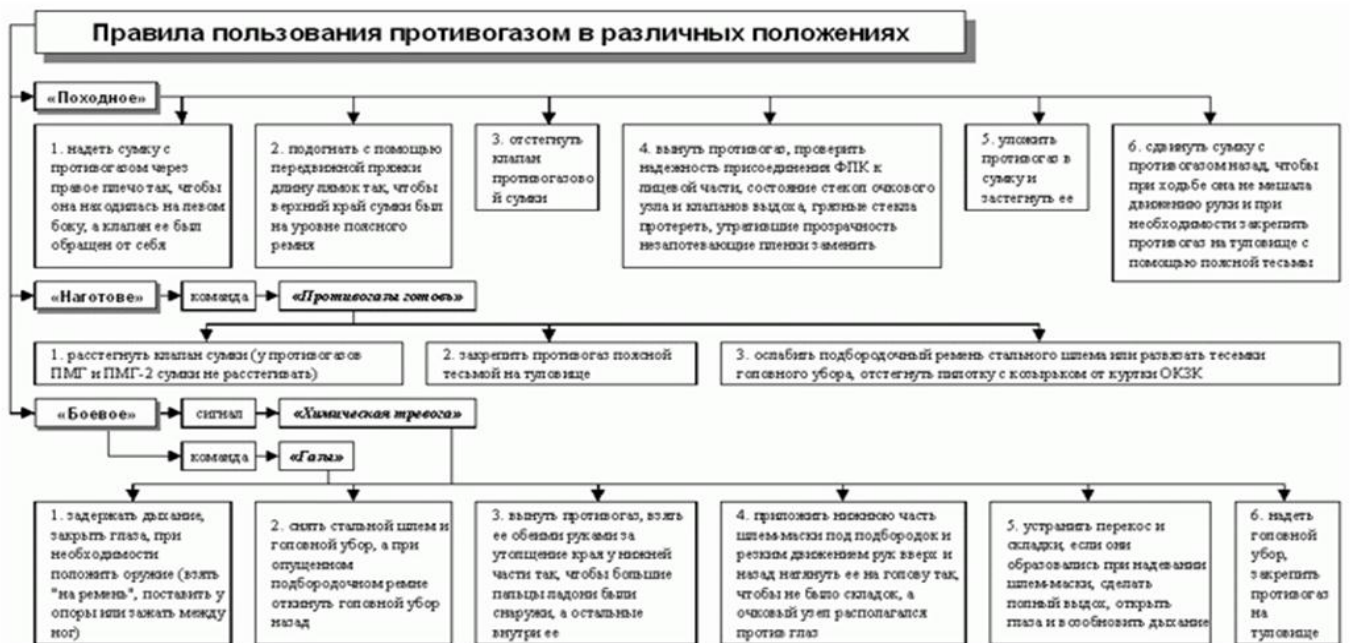 Правила пользования противогазом в различных положениях
«Походное»
1. надеть сумку с
противогазом через
правое плечо так, чтобы
она находилась на левом
боку, а клапан ее был
обращен от себя
2. подогнать с помощью
передвижной пряжки
длину лямок так, чтобы
верхний край сумки был
на уровне поясного
ремня
3. отстегнуть
клапан
противогазово
й сумки
4. вынуть противогаз, проверить
надежность присоединения ФПК к
лицевой части, состояние стекол очкового
узла и клапанов выдоха, грязные стекла
протереть, утратившие прозрачность
незапотевающие пленки заменить
5. уложить
противогаз в
сумку и
застегнуть ее
6. сдвинуть сумку с
противогазом назад, чтобы
при ходьбе она не мешала
движению руки и при
необходимости закрепить
противогаз на туловище с
помощью поясной тесьмы
«Наготове»
команда
«Противогазы готовь»
1. расстегнуть клапан сумки (у противогазов
ПМГ и ПМГ-2 сумки не расстегивать)
2. закрепить противогаз поясной
тесьмой на туловище
3. ослабить подбородочный ремень стального шлема или развязать тесемки
головного убора, отстегнуть пилотку с козырьком от куртки ОКЗК
«Боевое»
сигнал
«Химическая тревога»
команда
«Газы»
1. задержать дыхание,
закрыть глаза, при
необходимости
положить оружие (взять
"на ремень", поставить у
опоры или зажать между
ног)
2. снять стальной шлем и
головной убор, а при
опущенном
подбородочном ремне
откинуть головной убор
назад
3. вынуть противогаз, взять
ее обеими руками за
утолщение края у нижней
части так, чтобы большие
пальцы ладони были
снаружи, а остальные
внутри ее
4. приложить нижнюю часть
шлем-маски под подбородок и
резким движением рук вверх и
назад натянуть ее на голову так,
чтобы не было складок, а
очковый узел располагался
против глаз
5. устранить перекос и
складки, если они
образовались при надевании
шлем-маски, сделать
полный выдох, открыть
глаза и возобновить дыхание
6. надеть
головной
убор,
закрепить
противогаз
на
туловище